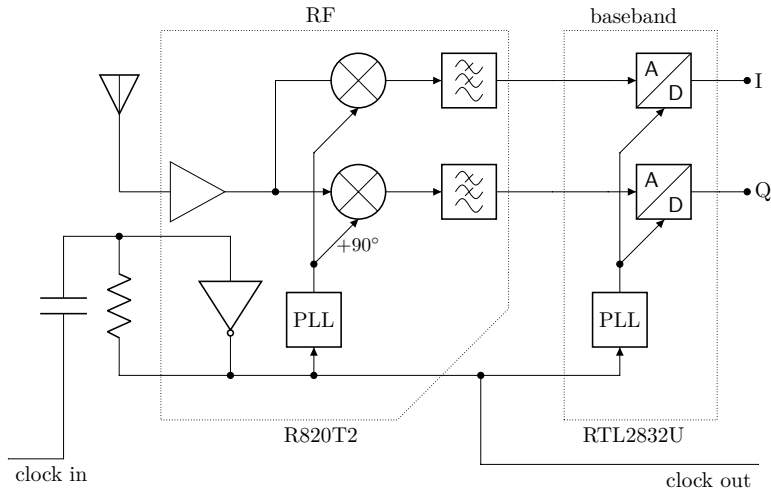 RF
baseband
A
D
I
A
D
Q
+90°
PLL
PLL
R820T2
RTL2832U
clock in
clock out